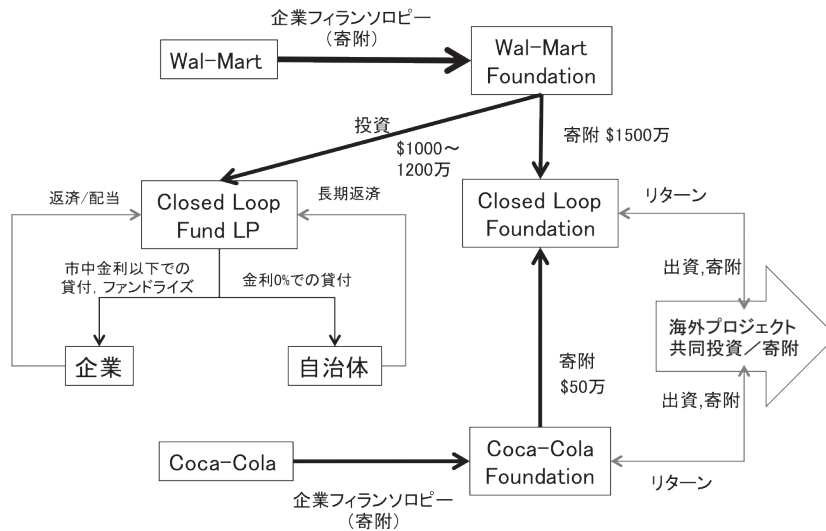 企業フィランソロピー
（寄附）
Wal-Mart
Wal-Mart
Foundation
投資
$1000～
1200万
寄附 $1500万
返済/配当
Closed Loop
Fund LP
長期返済
Closed Loop
Foundation
リターン
市中金利以下での
貸付, ファンドライズ
金利0%での貸付
出資,寄附
海外プロジェクト
共同投資／寄附
企業
自治体
寄附
$50万
出資,寄附
Coca-Cola
Coca-Cola
Foundation
リターン
企業フィランソロピー
（寄附）